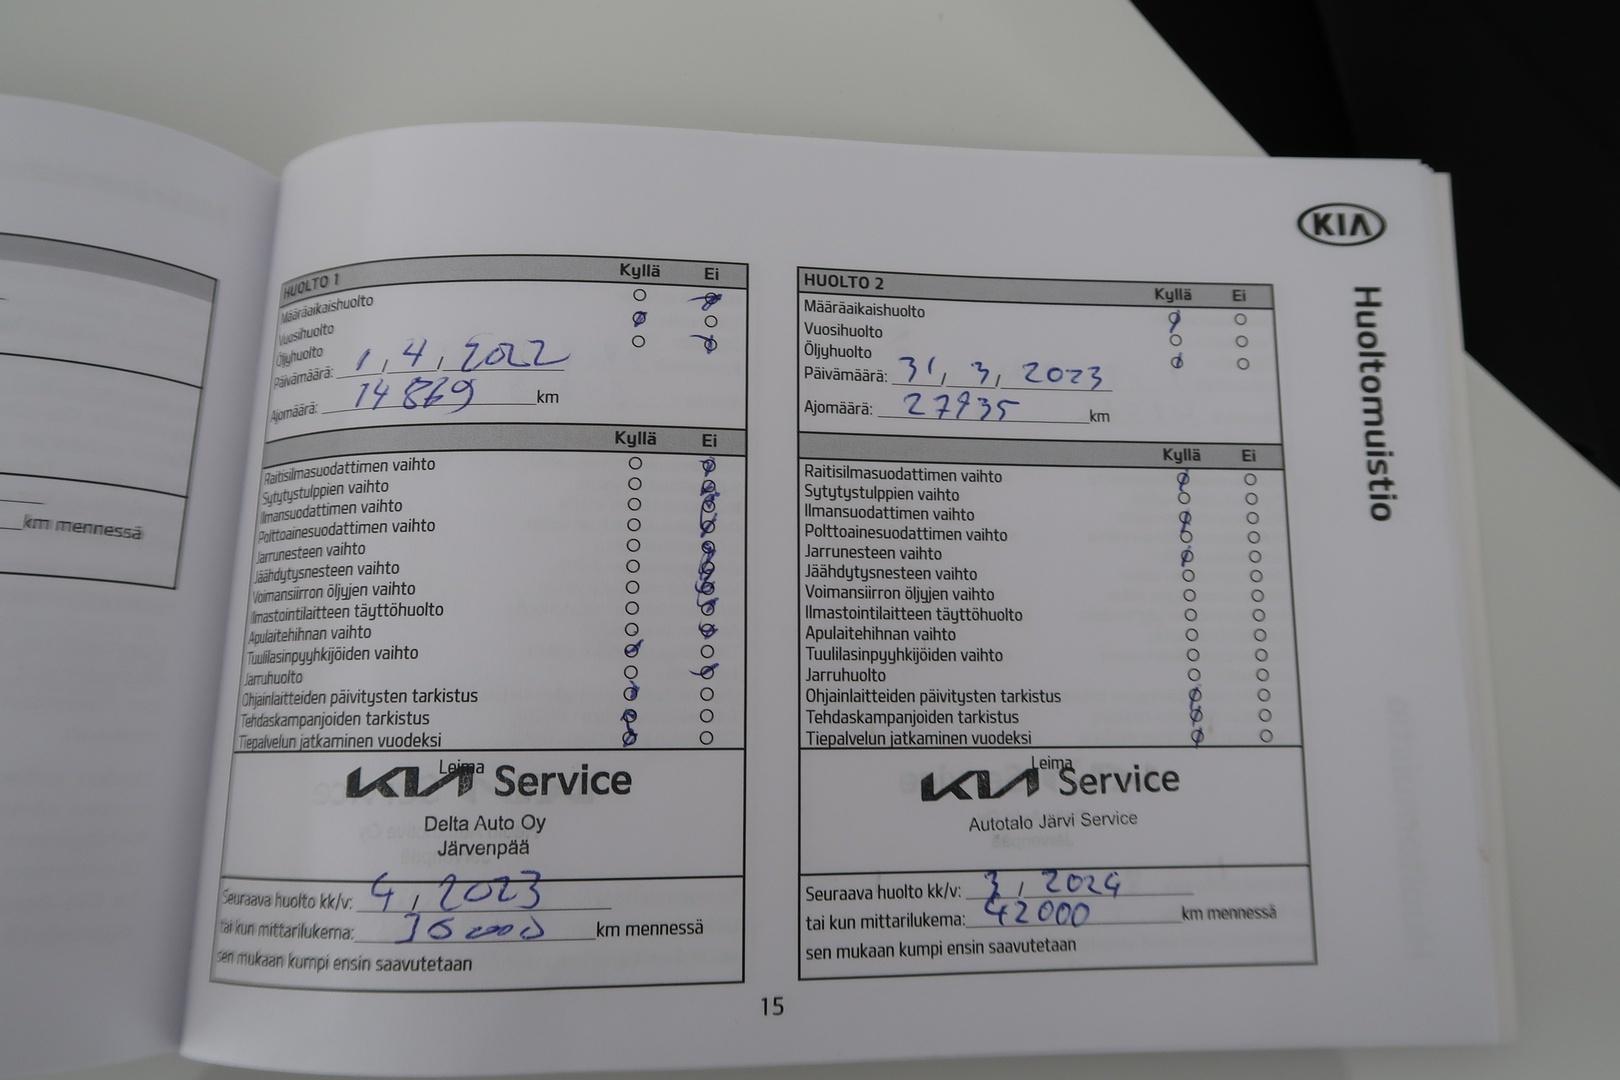 KIA
Huoltomuistio
km mennessä
HUOLTO 1 Kyllä Ei
Määräaikaishuolto
Vuosihuolto
Öljyhuolto
Päivämäärä: 1, 4, 2022
Ajomäärä: 14869 km
Kyllä Ei
Raitisilmasuodattimen vaihto
Sytytystulppien vaihto
Ilmansuodattimen vaihto
Polttoainesuodattimen vaihto
Jarrunesteen vaihto
Jäähdytysnesteen vaihto
Voimansiirron öljyjen vaihto
Ilmastointilaitteen täyttöhuolto
Apulaitehihnan vaihto
Tuulilasinpyyhkijöiden vaihto
Jarruhuolto
Ohjainlaitteiden päivitysten tarkistus
Tehdaskampanjoiden tarkistus
Tiepalvelun jatkaminen vuodeksi
Leima
KIA Service
Delta Auto Oy
Järvenpää
Seuraava huolto kk/v: 4, 2023
tai kun mittarilukema: 30000 km mennessä
sen mukaan kumpi ensin saavutetaan
HUOLTO 2 Kyllä Ei
Määräaikaishuolto
Vuosihuolto
Öljyhuolto
Päivämäärä: 31, 3, 2023
Ajomäärä: 27935 km
Kyllä Ei
Raitisilmasuodattimen vaihto
Sytytystulppien vaihto
Ilmansuodattimen vaihto
Polttoainesuodattimen vaihto
Jarrunesteen vaihto
Jäähdytysnesteen vaihto
Voimansiirron öljyjen vaihto
Ilmastointilaitteen täyttöhuolto
Apulaitehihnan vaihto
Tuulilasinpyyhkijöiden vaihto
Jarruhuolto
Ohjainlaitteiden päivitysten tarkistus
Tehdaskampanjoiden tarkistus
Tiepalvelun jatkaminen vuodeksi
Leima
KIA Service
Autotalo Järvi Service
Seuraava huolto kk/v: 3, 2024
tai kun mittarilukema: 42000 km mennessä
sen mukaan kumpi ensin saavutetaan
15